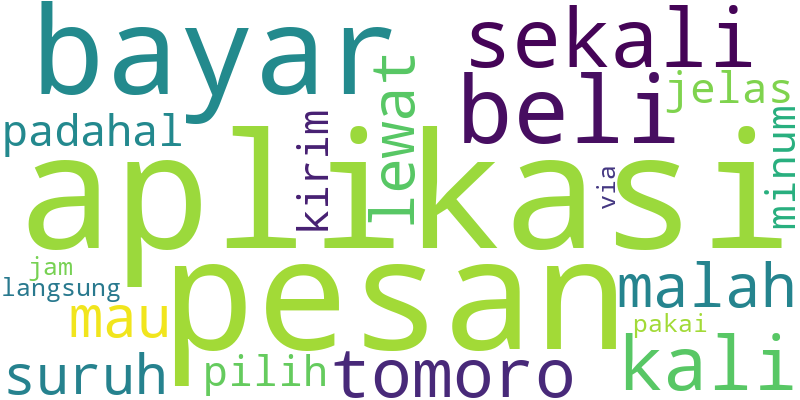 bayar
sekali
beli
jelas
padahal
lewat
kirim
minum
aplikasi
via
pesan
jam
langsung
malah
mau
pakai
suruh
pilih
tomoro
kali